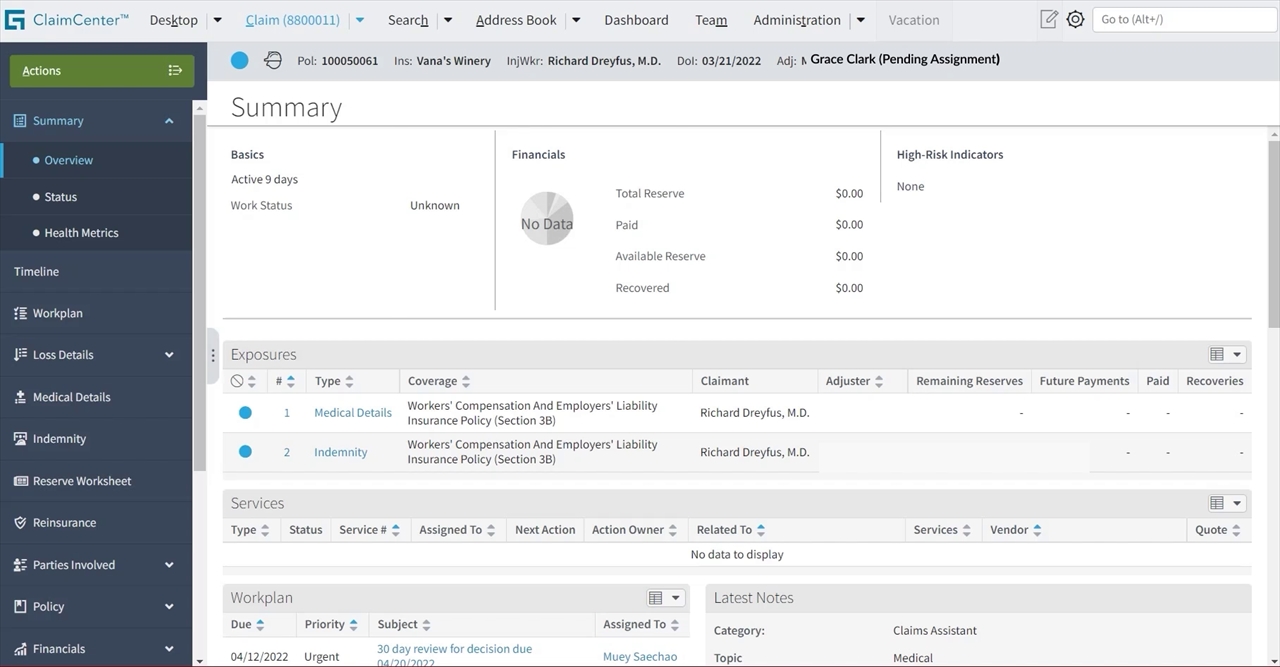 ClaimCenter™ Desktop Claim (8800011) Search Address Book Dashboard Team Administration Vacation Go to (Alt+/)
Actions
Pol: 100050061 Ins: Vana's Winery InjWkr: Richard Dreyfus, M.D. DoI: 03/21/2022 Adj: Grace Clark (Pending Assignment)
Summary
Overview
Status
Health Metrics
Timeline
Workplan
Loss Details
Medical Details
Indemnity
Reserve Worksheet
Reinsurance
Parties Involved
Policy
Financials
Summary
Basics
Active 9 days
Work Status Unknown
Financials
No Data
Total Reserve $0.00
Paid $0.00
Available Reserve $0.00
Recovered $0.00
High-Risk Indicators
None
Exposures
# Type Coverage Claimant Adjuster Remaining Reserves Future Payments Paid Recoveries
1 Medical Details Workers' Compensation And Employers' Liability Richard Dreyfus, M.D. - - - -
Insurance Policy (Section 3B)
2 Indemnity Workers' Compensation And Employers' Liability Richard Dreyfus, M.D. - - -
Insurance Policy (Section 3B)
Services
Type Status Service # Assigned To Next Action Action Owner Related To Services Vendor Quote
No data to display
Workplan
Due Priority Subject Assigned To
04/12/2022 Urgent 30 day review for decision due Muey Saechao
04/20/2022
Latest Notes
Category: Claims Assistant
Topic Medical